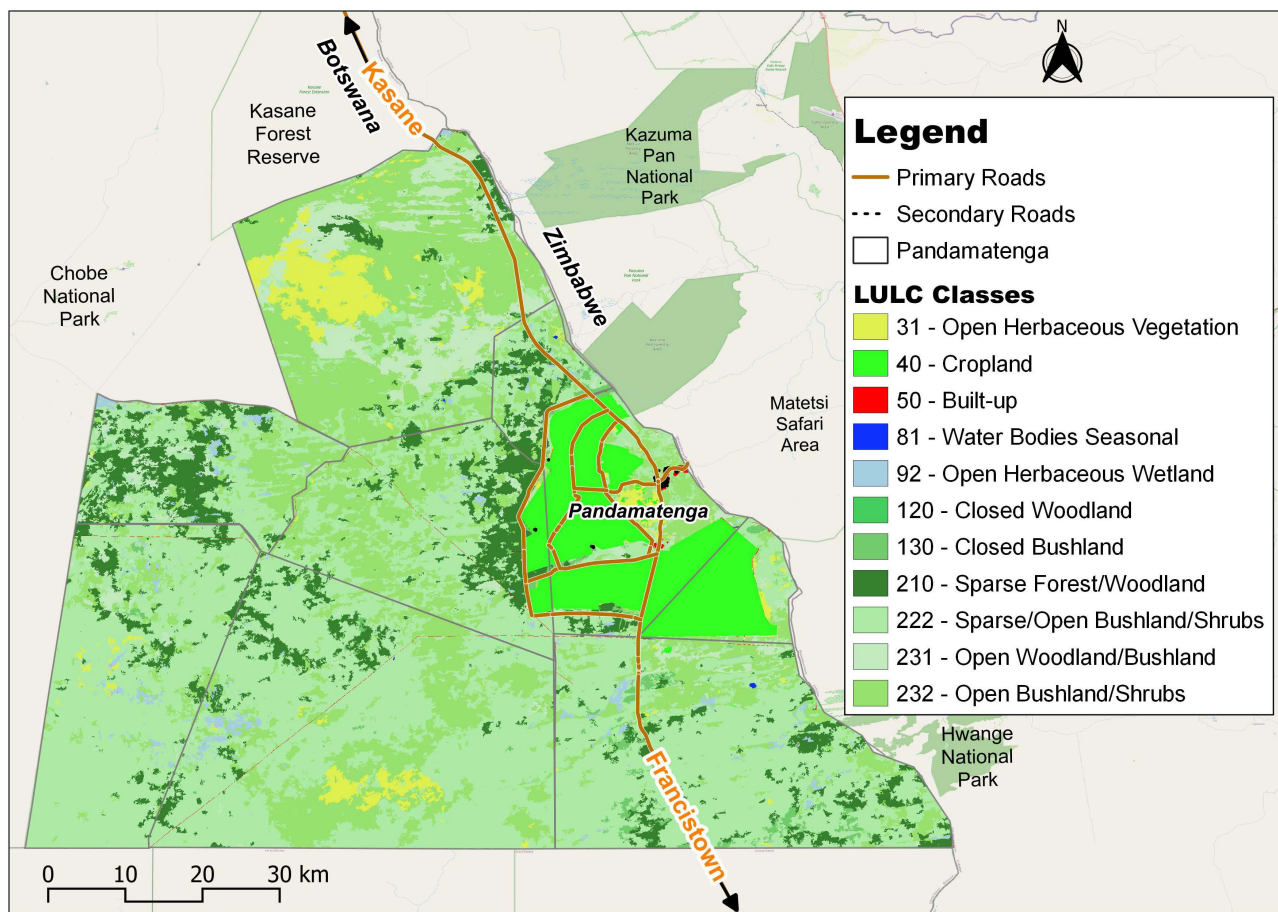 N
Kasane
Botswana
Kasane
Forest
Reserve
Kazuma
Pan
National
Park
Zimbabwe
Chobe
National
Park
Matetsi
Safari
Area
Pandamatenga
Hwange
National
Park
Francistown
Legend
Primary Roads
Secondary Roads
Pandamatenga
LULC Classes
31 - Open Herbaceous Vegetation
40 - Cropland
50 - Built-up
81 - Water Bodies Seasonal
92 - Open Herbaceous Wetland
120 - Closed Woodland
130 - Closed Bushland
210 - Sparse Forest/Woodland
222 - Sparse/Open Bushland/Shrubs
231 - Open Woodland/Bushland
232 - Open Bushland/Shrubs
0 10 20 30 km